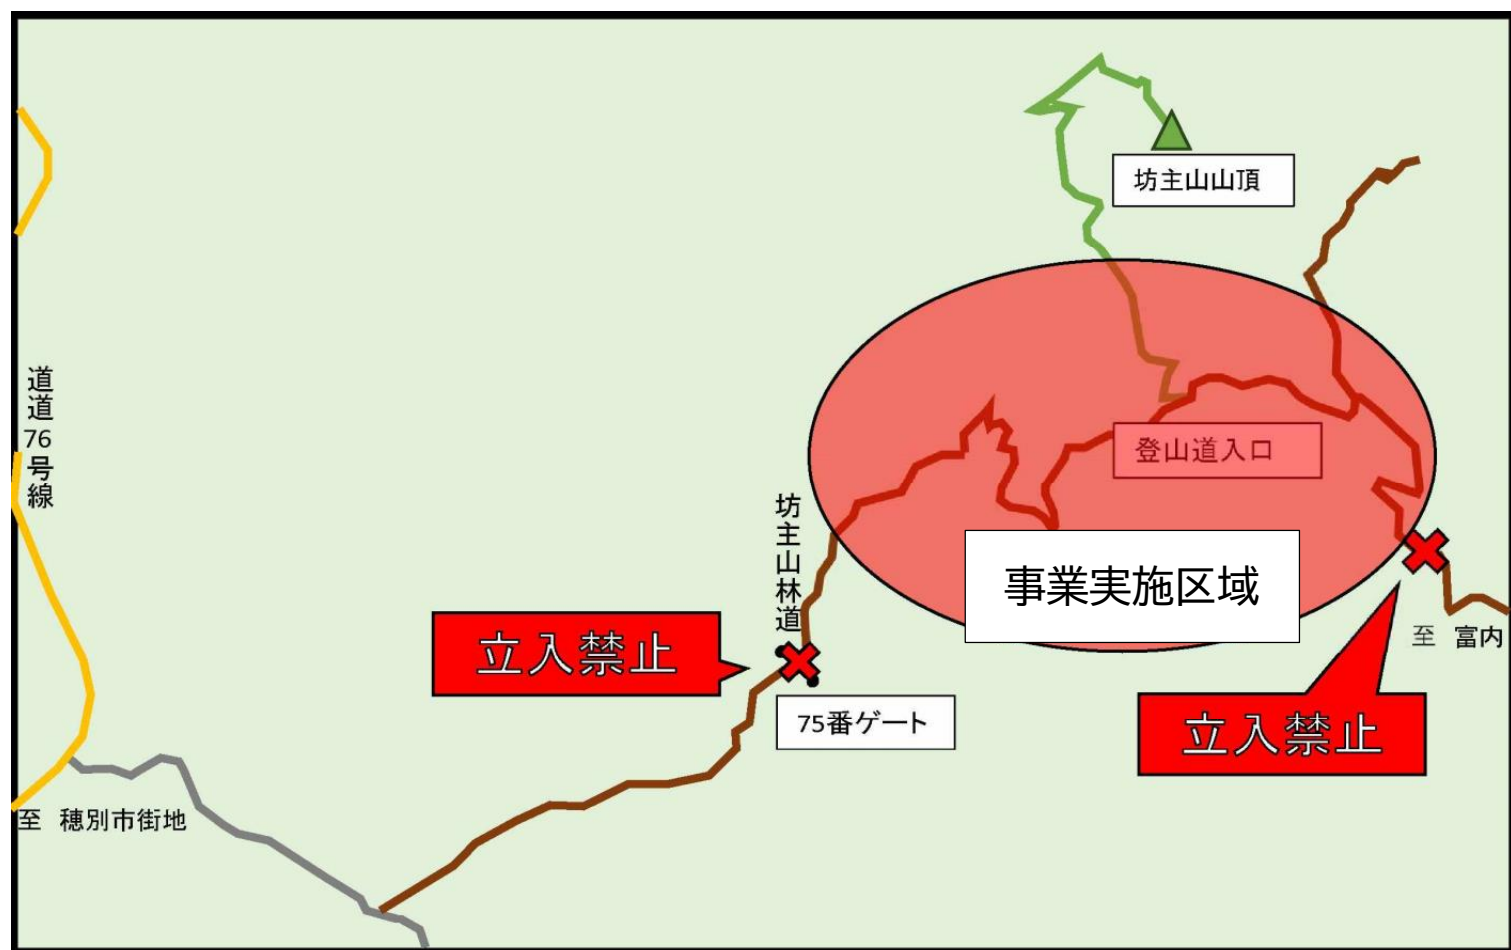 坊主山山頂
道道76号線
登山道入口
坊主山林道
事業実施区域
立入禁止
至 富内
75番ゲート
立入禁止
至 穂別市街地